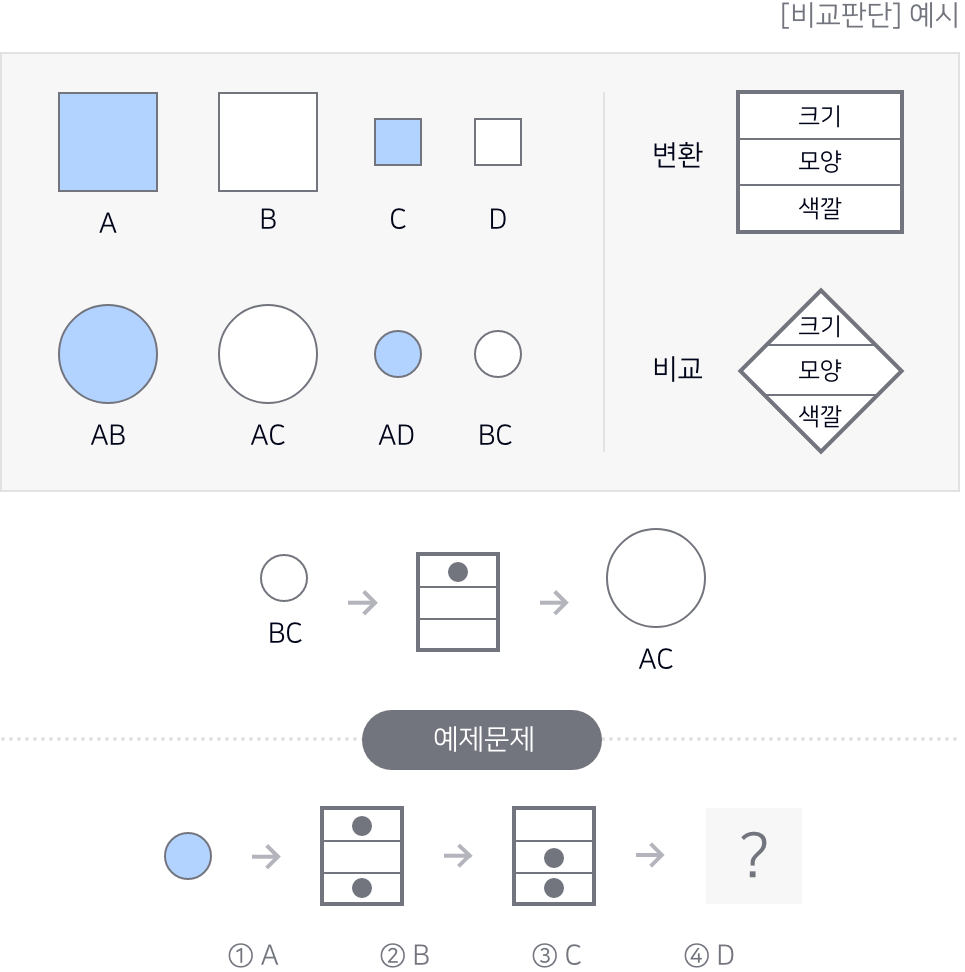 [비교판단] 예시
변환
크기
모양
색깔
A B C D
비교
크기
모양
색깔
AB AC AD BC
BC
AC
예제문제
?
① A ② B ③ C ④ D